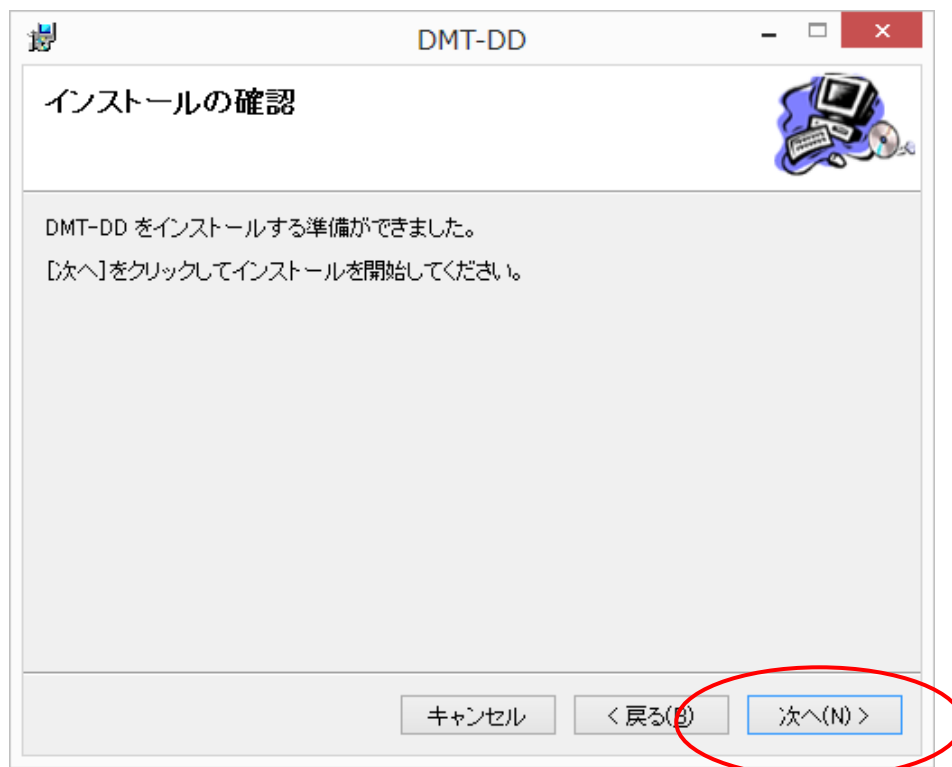 DMT-DD
インストールの確認
DMT-DD をインストールする準備ができました。
[次へ]をクリックしてインストールを開始してください。
キャンセル
< 戻る(B)
次へ(N) >